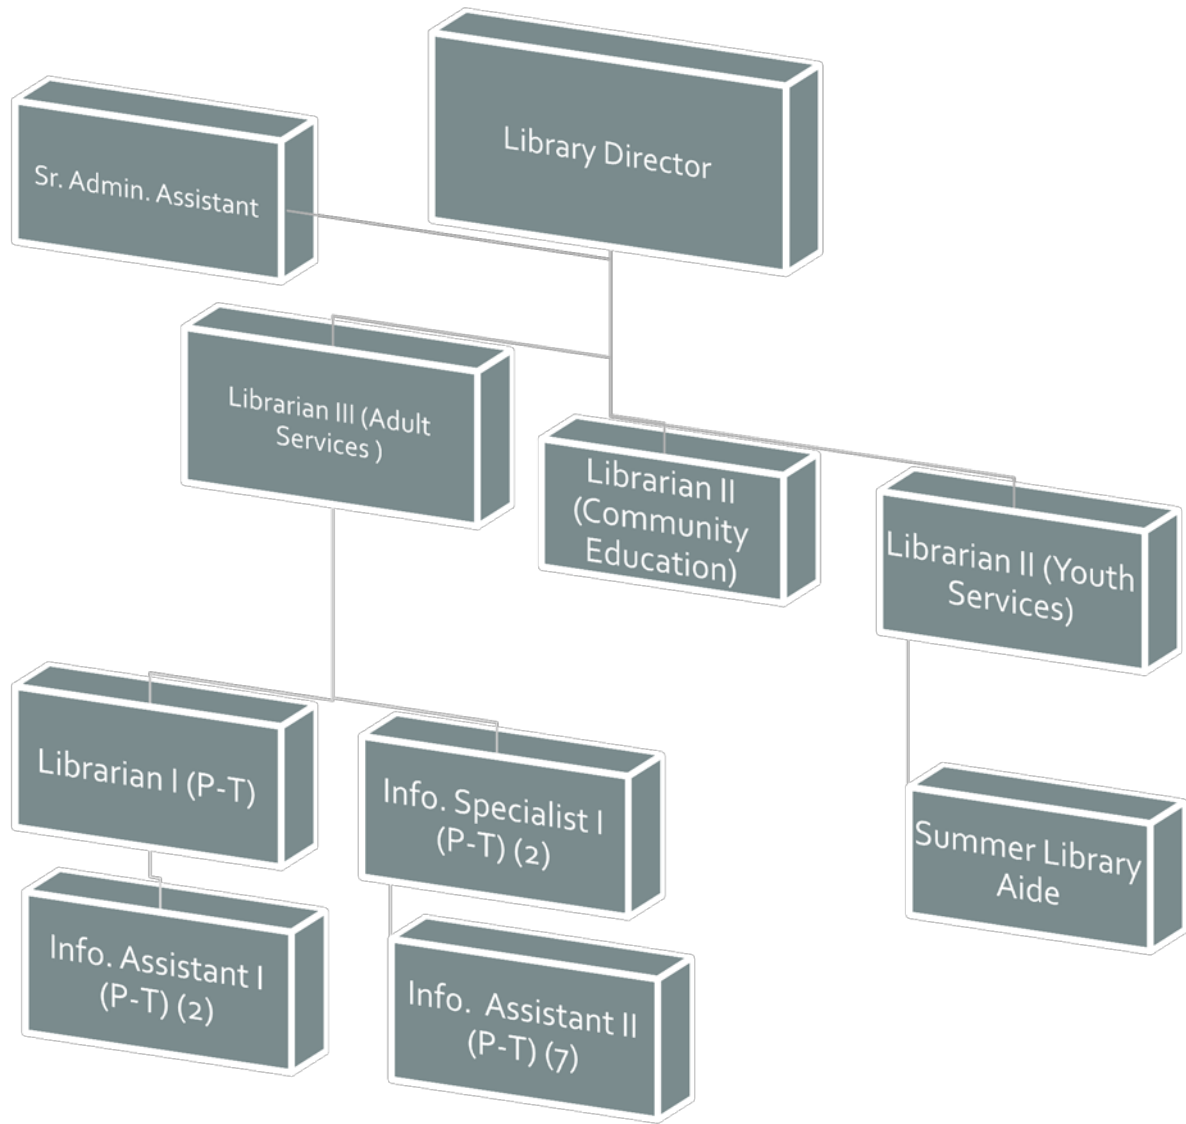 Library Director
Sr. Admin. Assistant
Librarian III (Adult
Services )
Librarian II
(Community
Education)
Librarian II (Youth
Services)
Librarian I (P-T)
Info. Specialist I
(P-T) (2)
Summer Library
Aide
Info. Assistant I
(P-T) (2)
Info.  Assistant II
(P-T) (7)